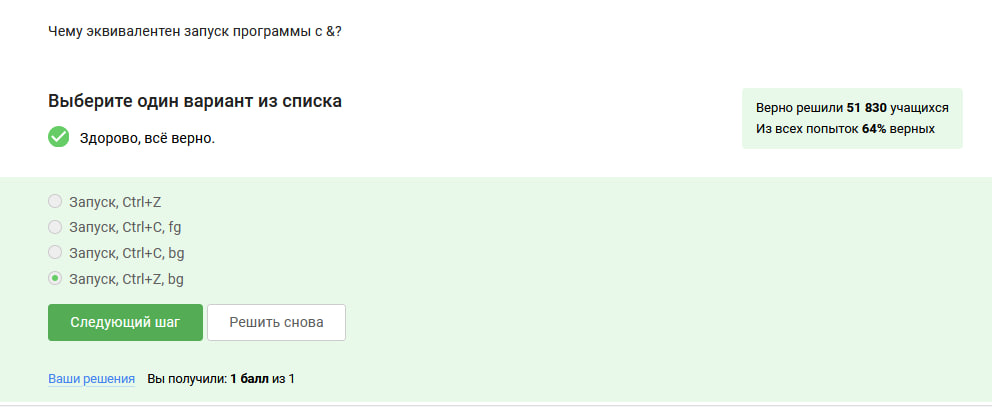 Чему эквивалентен запуск программы с &?
Выберите один вариант из списка
Здорово, всё верно.
Верно решили 51 830 учащихся
Из всех попыток 64% верных
Запуск, Ctrl+Z
Запуск, Ctrl+C, fg
Запуск, Ctrl+C, bg
Запуск, Ctrl+Z, bg
Следующий шаг
Решить снова
Ваши решения Вы получили: 1 балл из 1